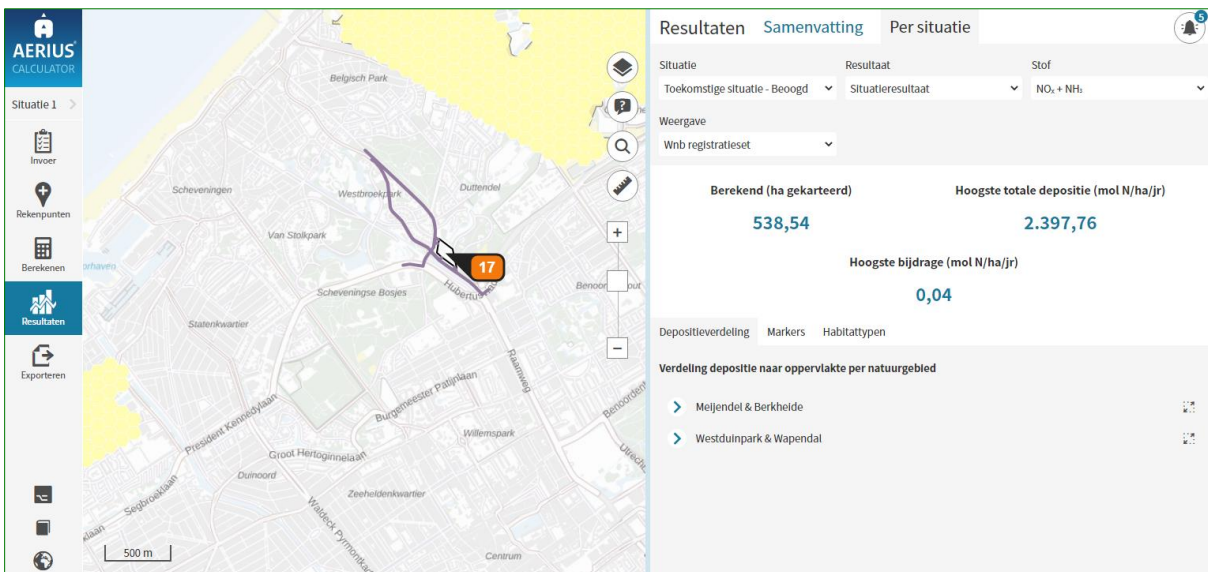 AERIUS
CALCULATOR
Situatie 1
Invoer
Rekenpunten
Berekenen
Resultaten
Exporteren
Belgisch Park
Scheveningen
Westbroekpark
Duttendel
Van Stolkpark
Scheveningse Bosjes
Statenkwartier
17
Raamweg
Burgemeester Patijnlaan
President Kennedylaan
Willemspark
Groot Hertoginnelaan
Duinoord
Zeeheldenkwartier
Segbroeklaan
Waldeck Pyrmontka
Centrum
500 m
Resultaten Samenvatting Per situatie
5
Situatie Resultaat Stof
Toekomstige situatie - Beoogd Situatieresultaat NOₓ + NH₃
Weergave
Wnb registratieset
Berekend (ha gekarteerd) Hoogste totale depositie (mol N/ha/jr)
538,54 2.397,76
Hoogste bijdrage (mol N/ha/jr)
0,04
Depositieverdeling Markers Habitattypen
Verdeling depositie naar oppervlakte per natuurgebied
Meijendel & Berkheide
Westduinpark & Wapendal